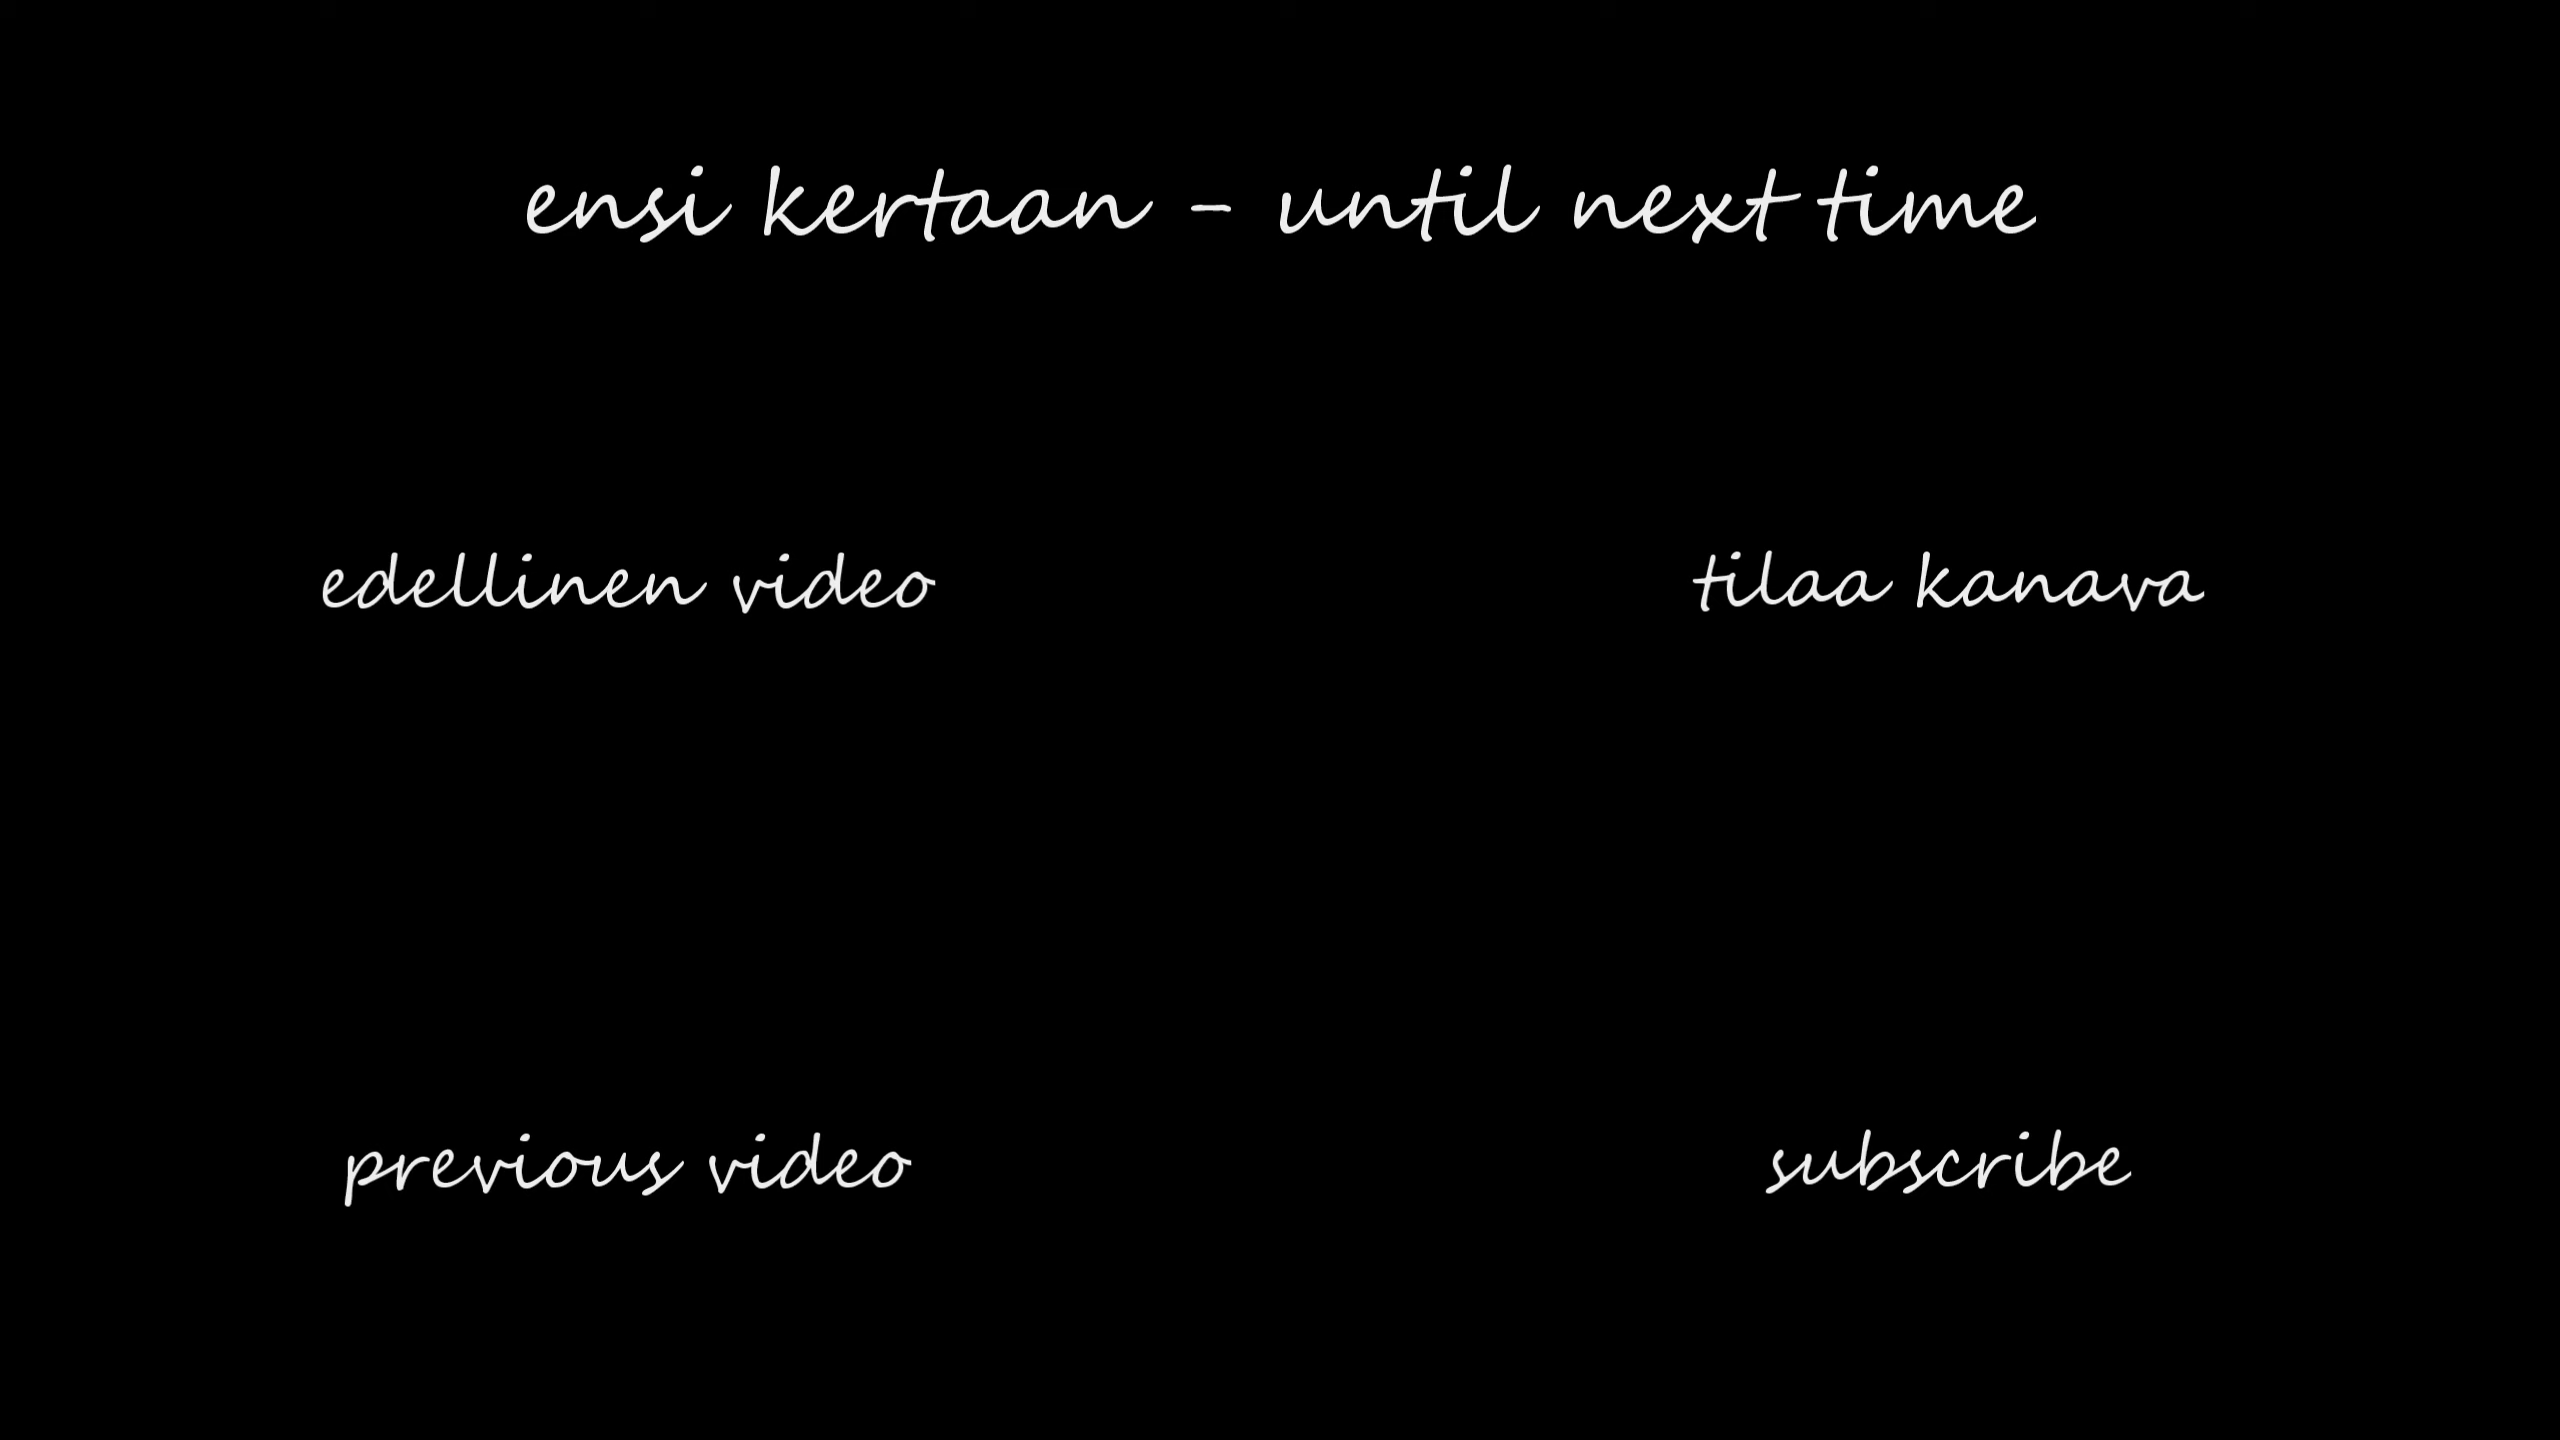 ensi kertaan - until next time
edellinen video
tilaa kanava
previous video
subscribe